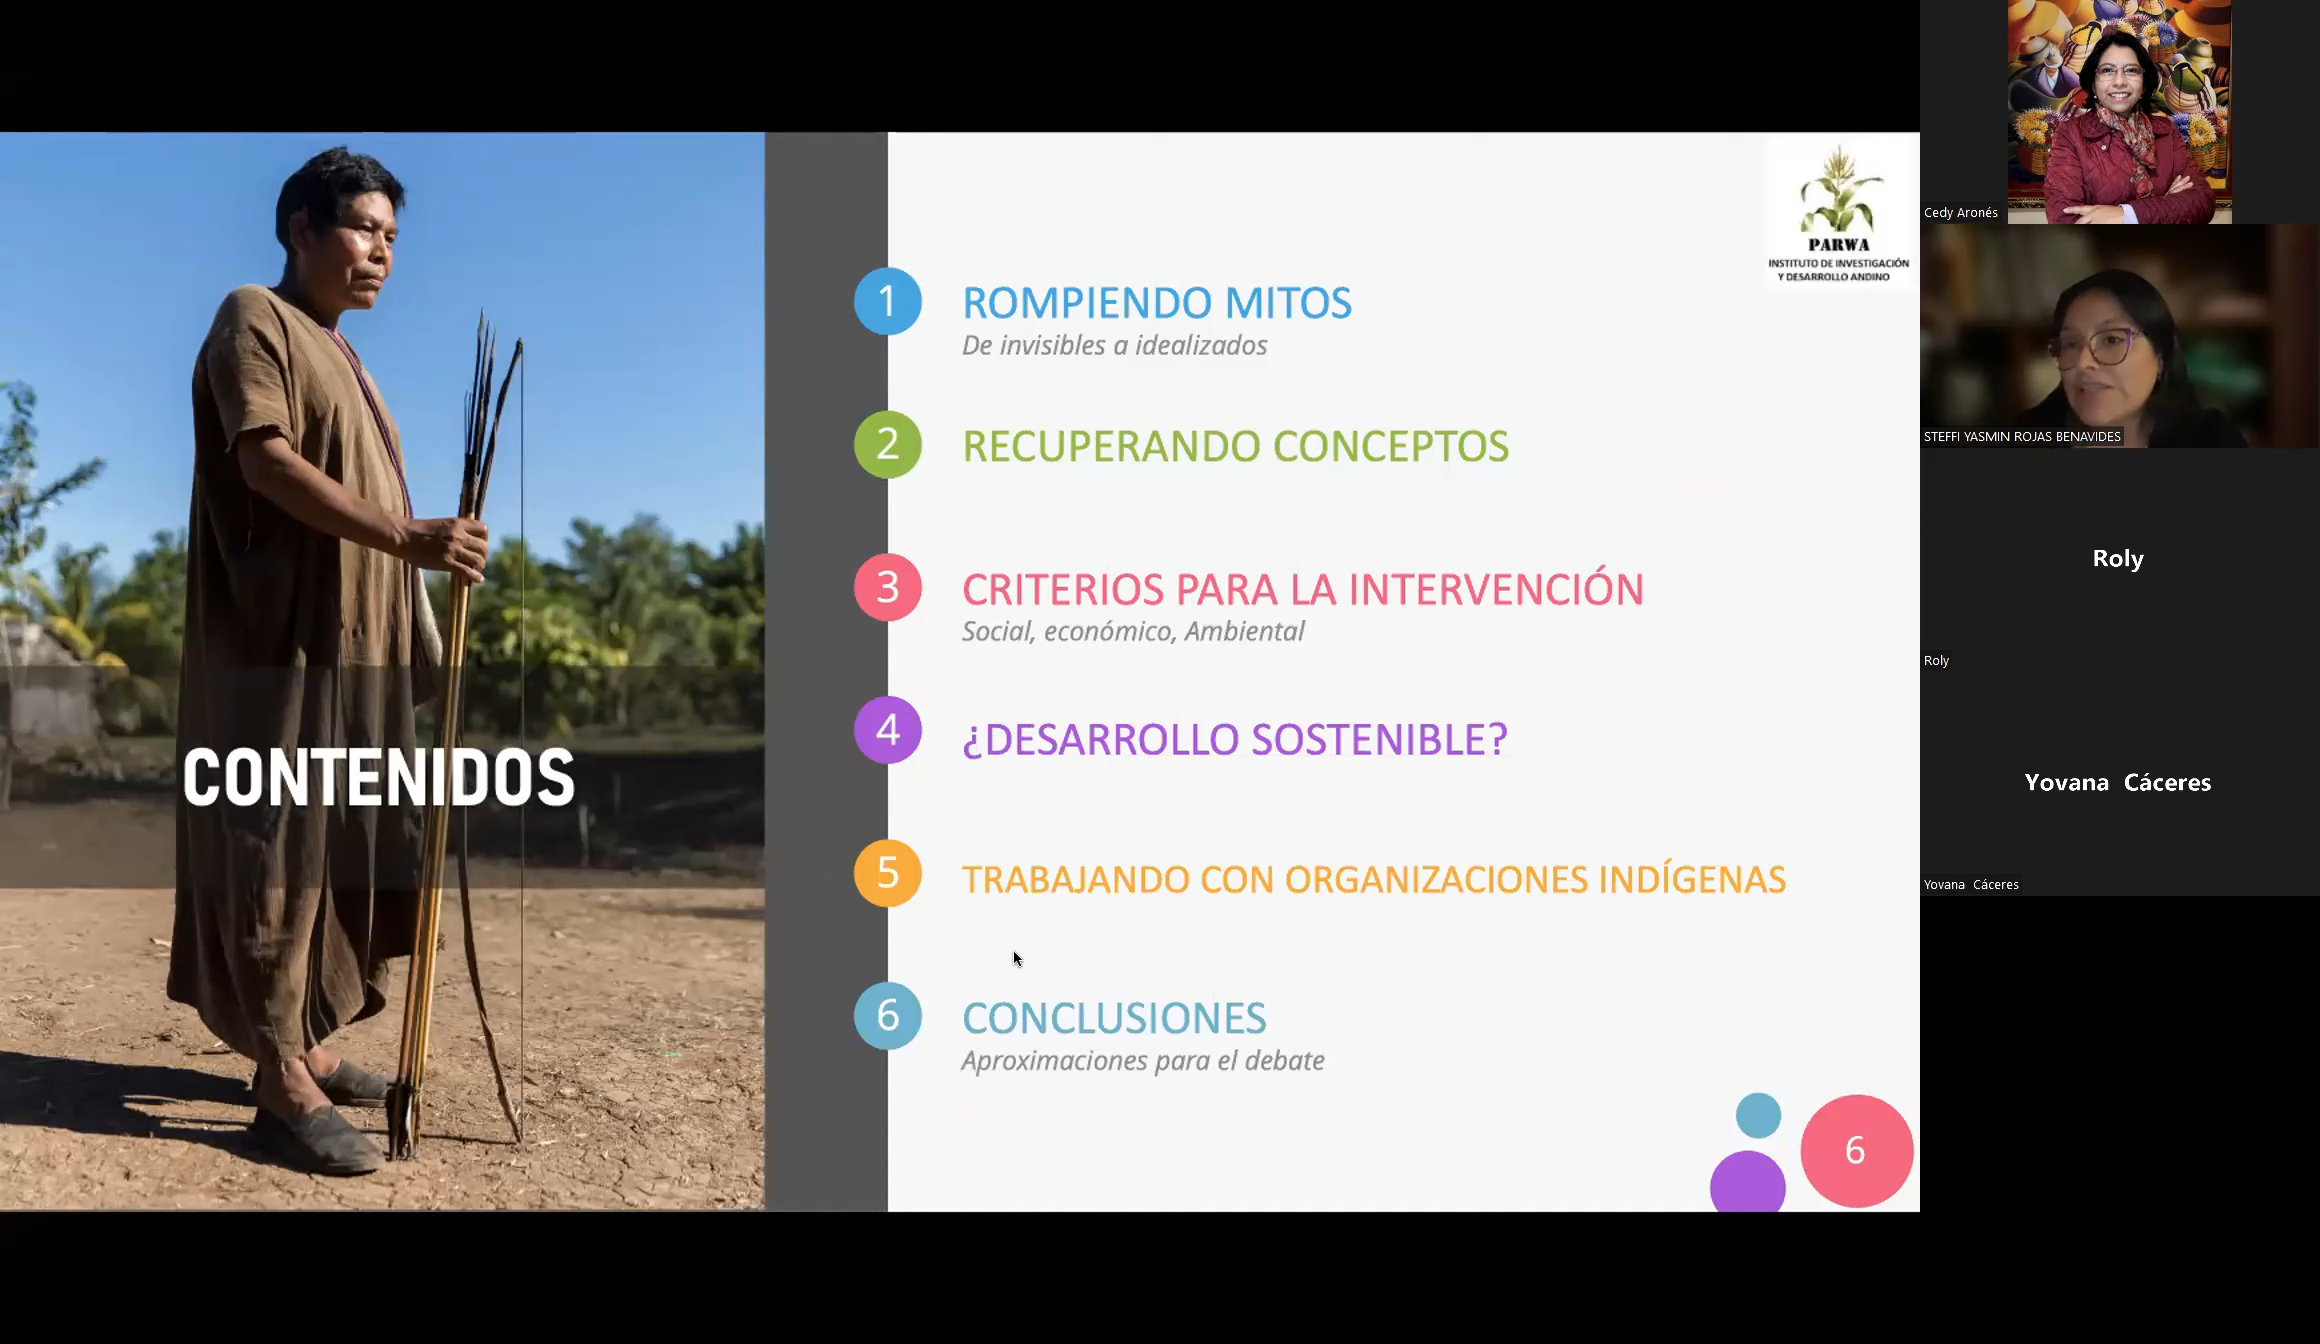 CONTENIDOS
PARWA
INSTITUTO DE INVESTIGACIÓN
Y DESARROLLO ANDINO
1 ROMPIENDO MITOS
De invisibles a idealizados
2 RECUPERANDO CONCEPTOS
3 CRITERIOS PARA LA INTERVENCIÓN
Social, económico, Ambiental
4 ¿DESARROLLO SOSTENIBLE?
5 TRABAJANDO CON ORGANIZACIONES INDÍGENAS
6 CONCLUSIONES
Aproximaciones para el debate
6
Cedy Aronés
STEFFI YASMIN ROJAS BENAVIDES
Roly
Roly
Yovana Cáceres
Yovana Cáceres